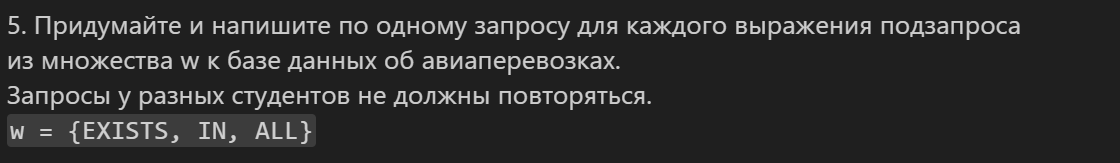 5. Придумайте и напишите по одному запросу для каждого выражения подзапроса
из множества w к базе данных об авиаперевозках.
Запросы у разных студентов не должны повторяться.
w = {EXISTS, IN, ALL}